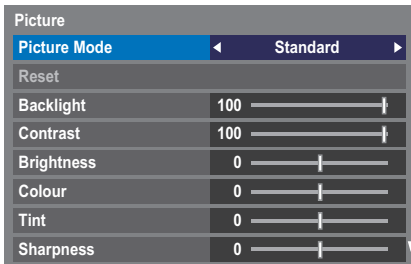 Picture
Picture Mode Standard
Reset
Backlight 100
Contrast 100
Brightness 0
Colour 0
Tint 0
Sharpness 0